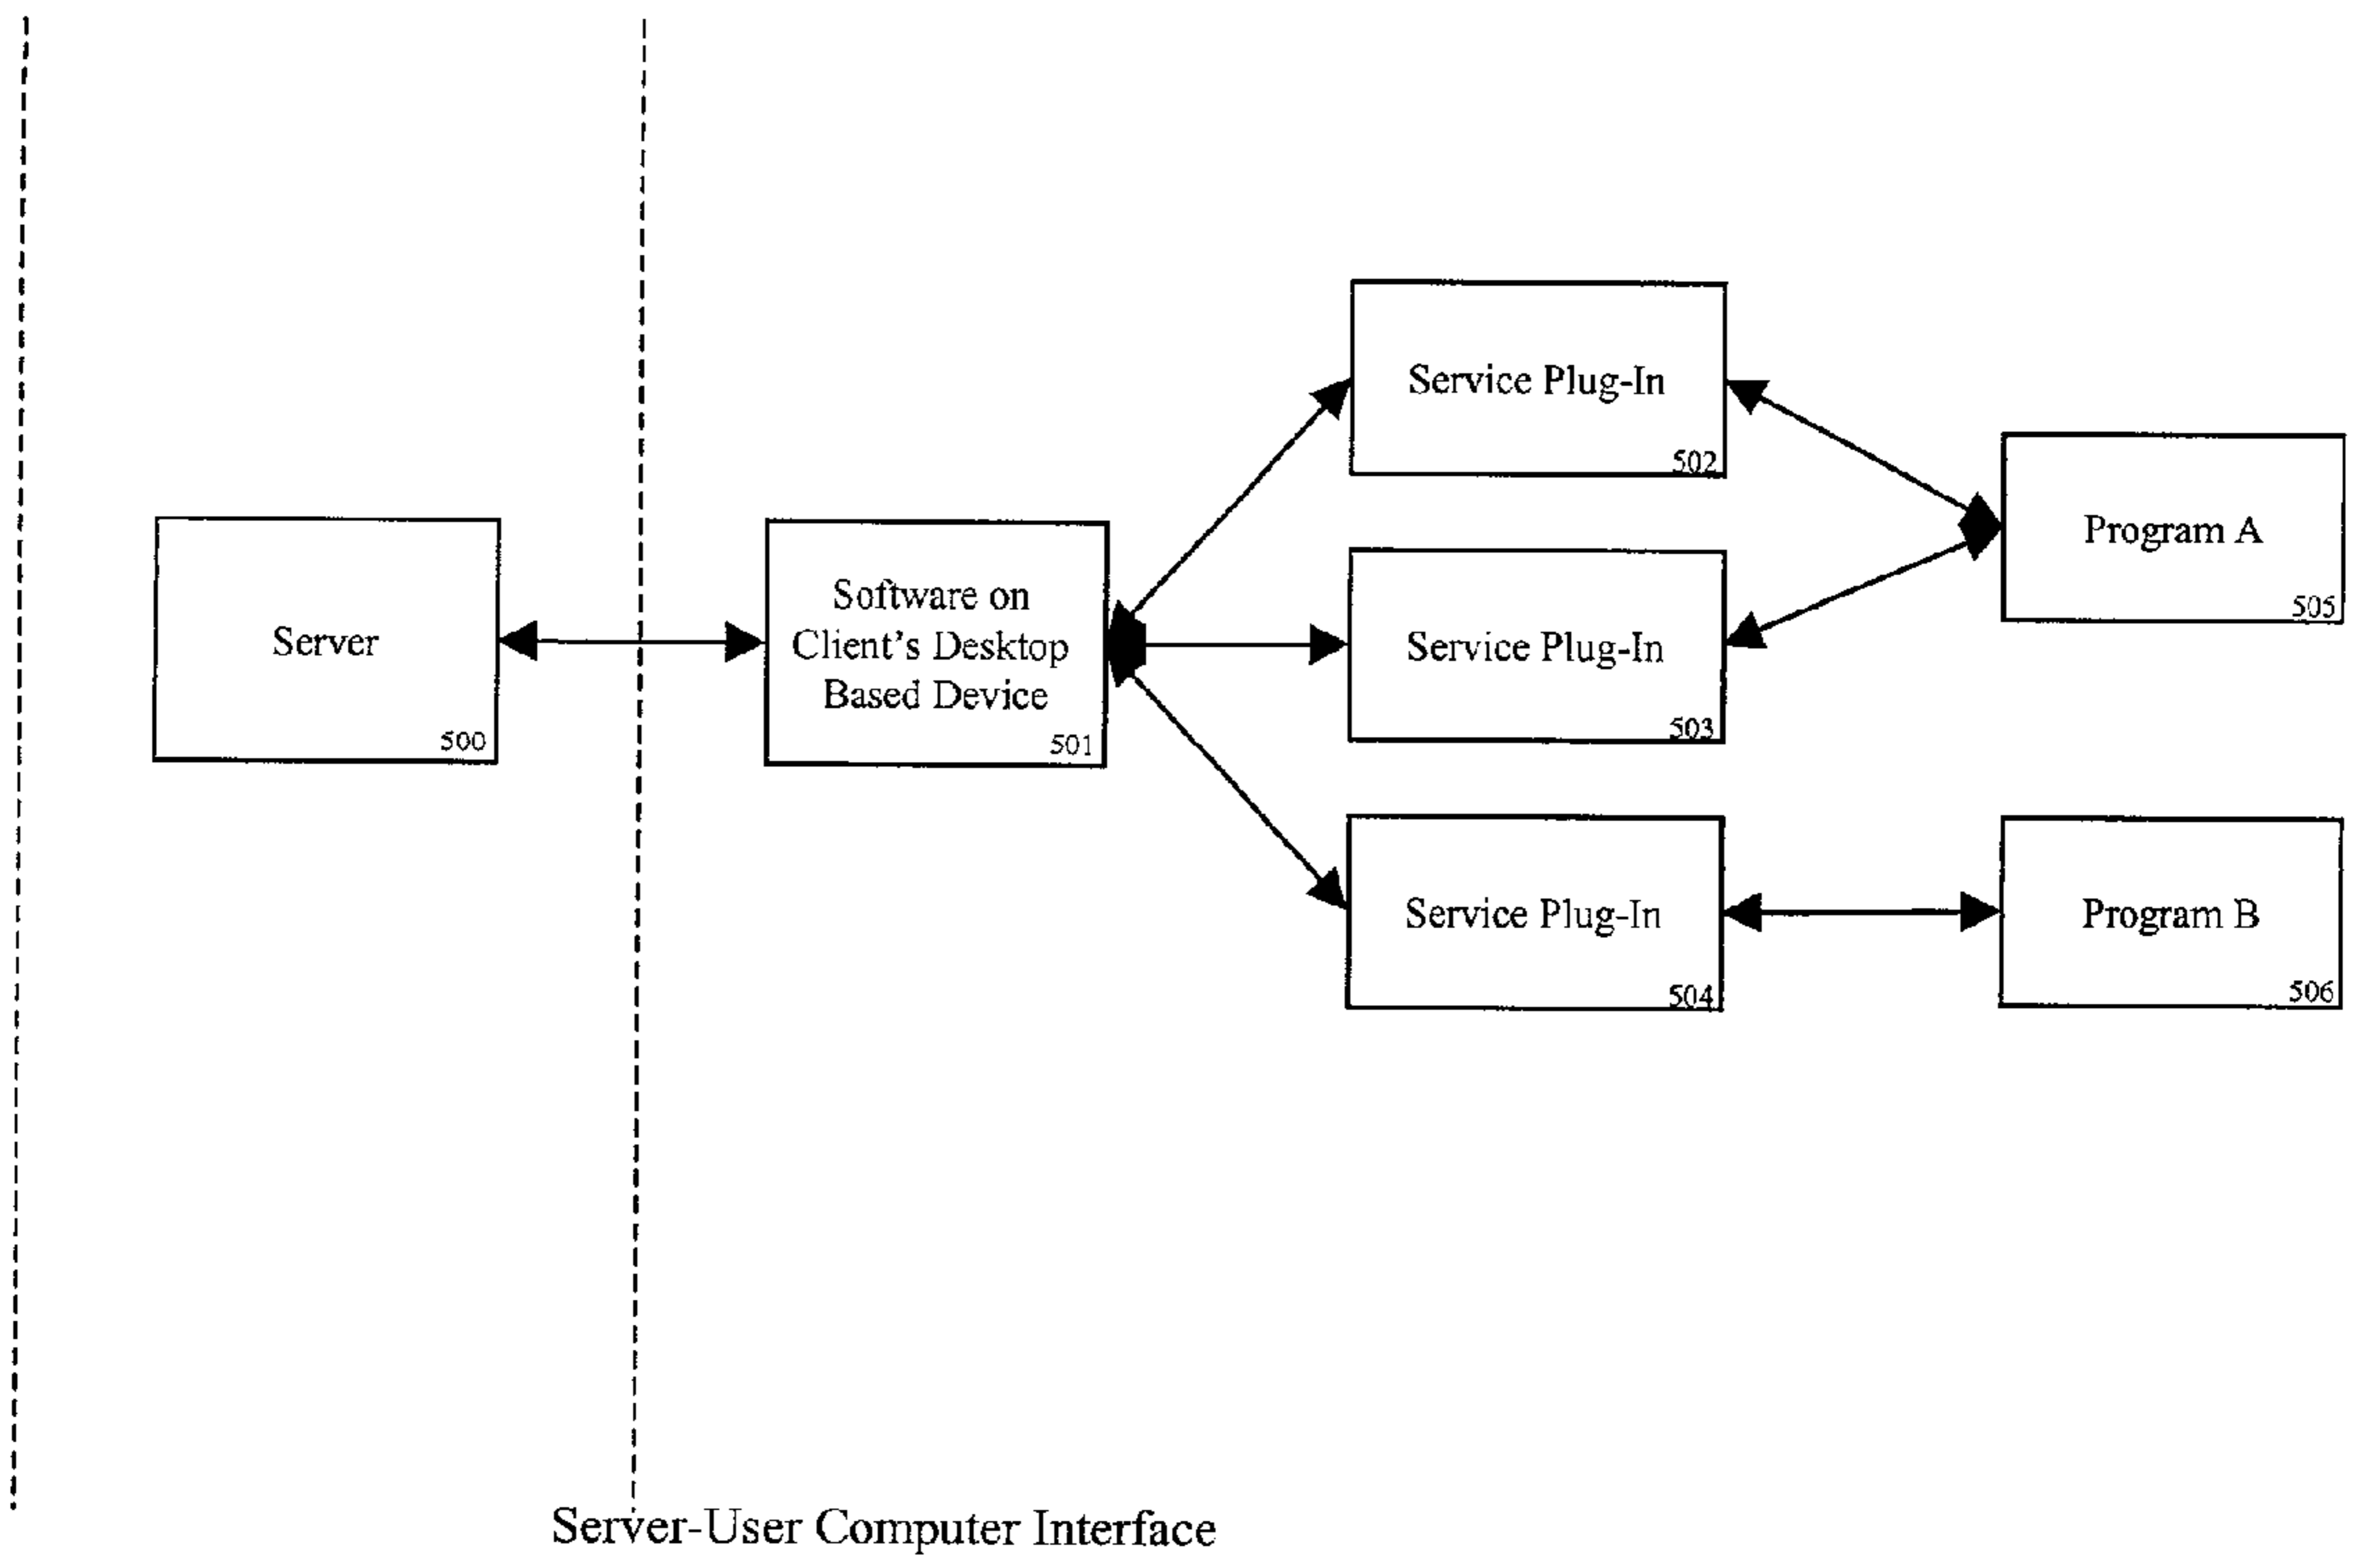 Server
500
Software on
Client's Desktop
Based Device
501
Service Plug-In
502
Service Plug-In
503
Service Plug-In
504
Program A
505
Program B
506
Server-User Computer Interface